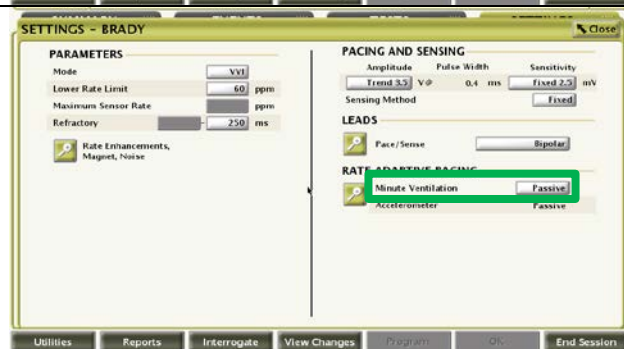 SETTINGS - BRADY
Close
PARAMETERS
Mode VVI
Lower Rate Limit 60 ppm
Maximum Sensor Rate ppm
Refractory - 250 ms
Rate Enhancements,
Magnet, Noise
PACING AND SENSING
Amplitude Pulse Width Sensitivity
Trend 3.5 V@ 0.4 ms Fixed 2.5 mV
Sensing Method Fixed
LEADS
Pace/Sense Bipolar
RATE ADAPTIVE PACING
Minute Ventilation Passive
Accelerometer Passive
Utilities Reports Interrogate View Changes Program OK End Session